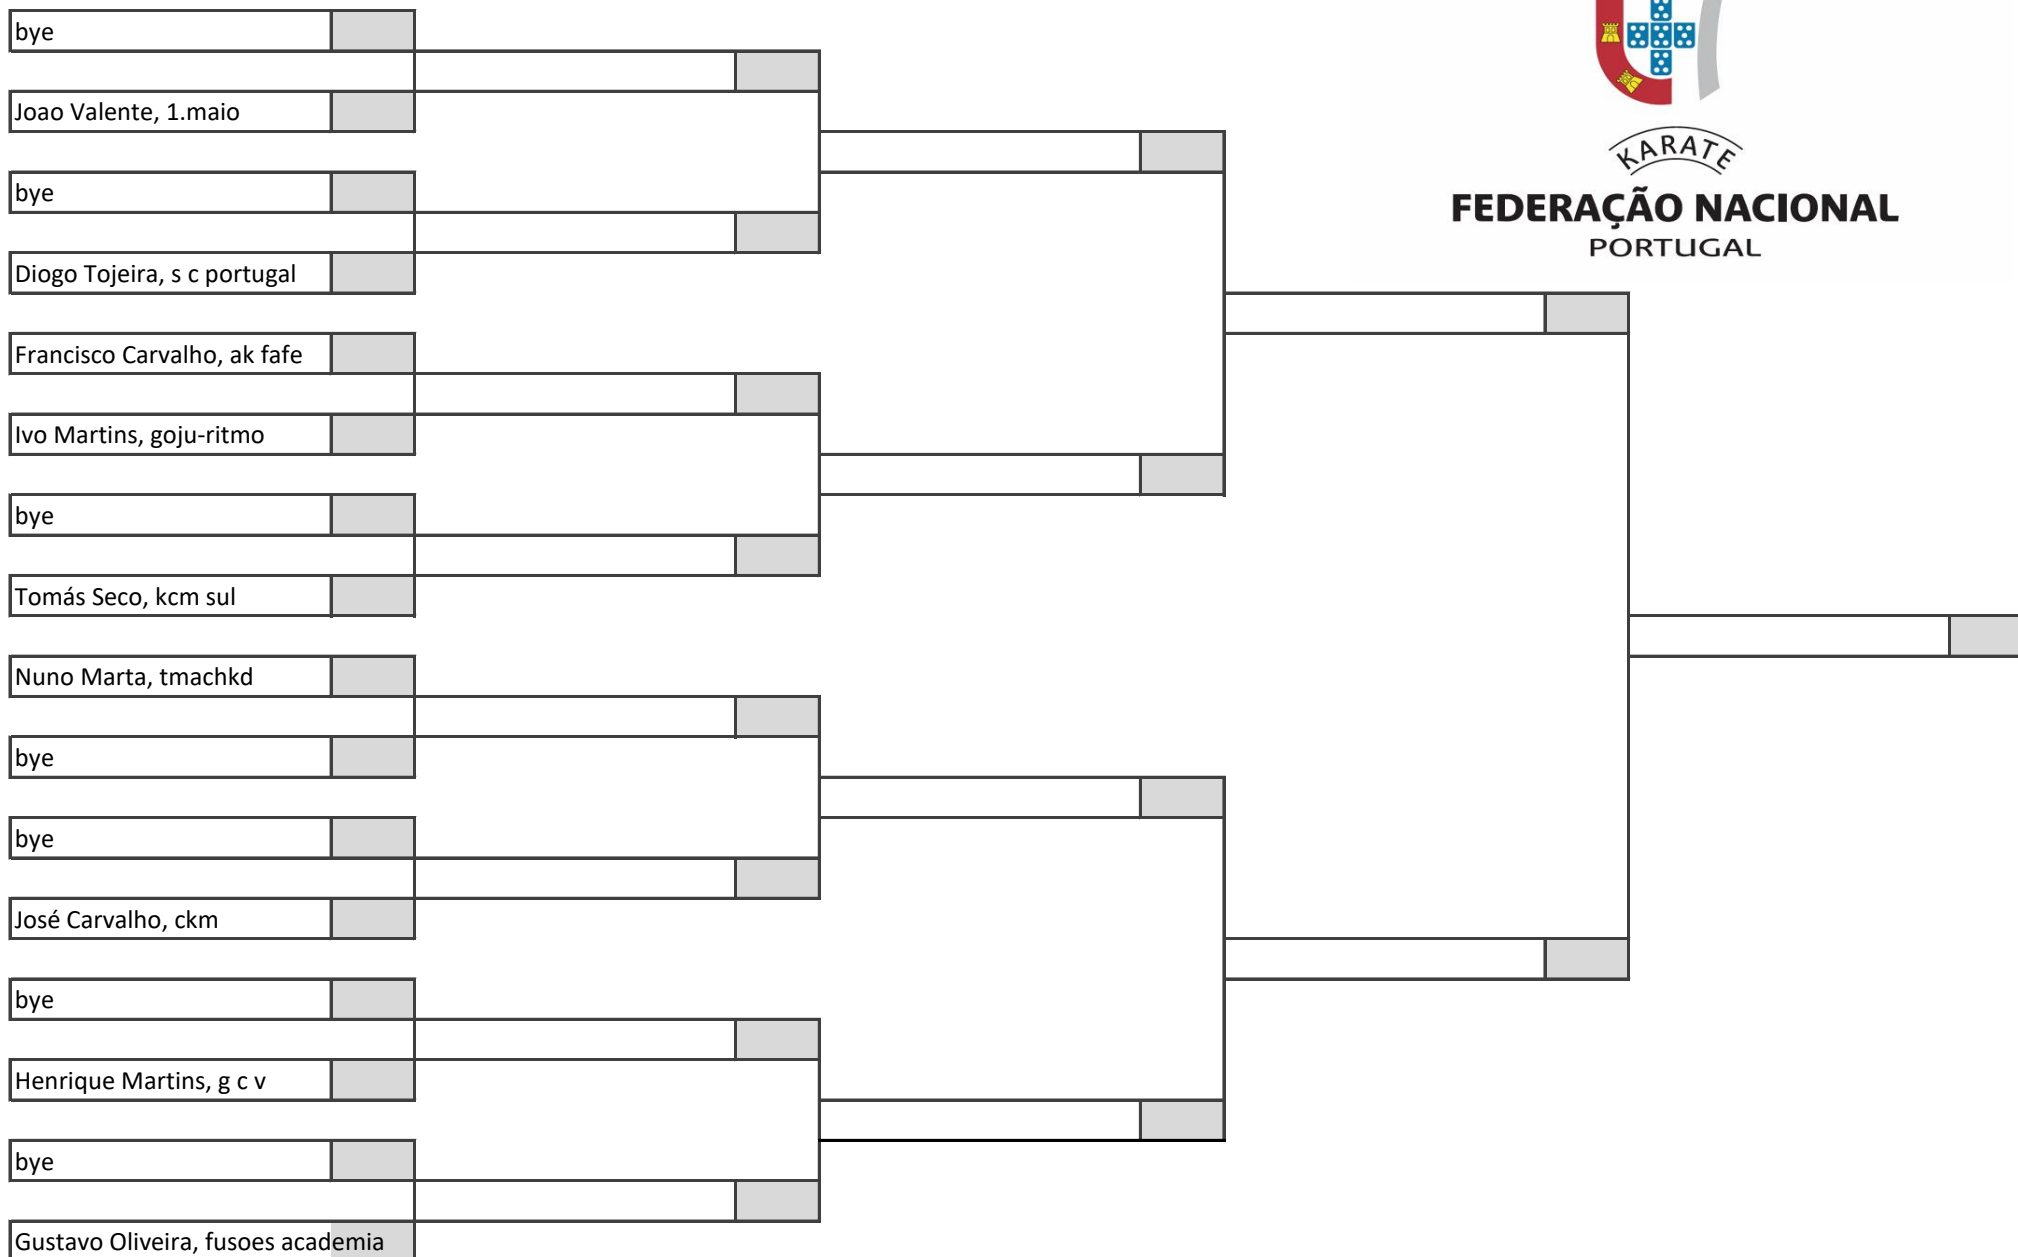 bye
Joao Valente, 1.maio
bye
Diogo Tojeira, s c portugal
Francisco Carvalho, ak fafe
Ivo Martins, goju-ritmo
bye
Tomás Seco, kcm sul
Nuno Marta, tmachkd
bye
bye
José Carvalho, ckm
bye
Henrique Martins, g c v
bye
Gustavo Oliveira, fusoes academia
KARATE
FEDERAÇÃO NACIONAL
PORTUGAL